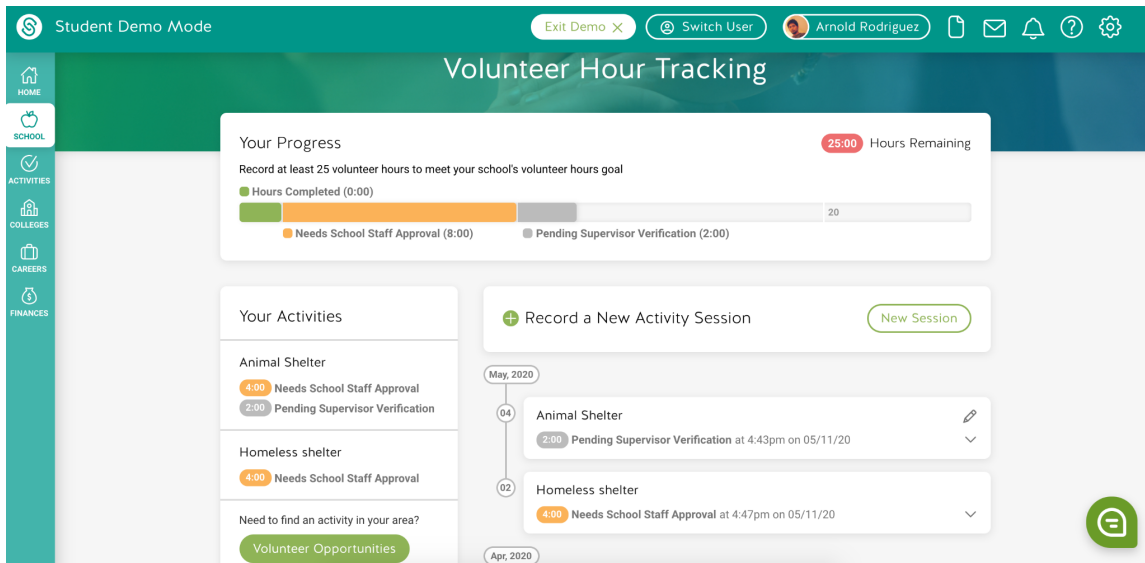 Student Demo Mode
Exit Demo ×
Switch User
Arnold Rodriguez
HOME
SCHOOL
ACTIVITIES
COLLEGES
CAREERS
FINANCES
Volunteer Hour Tracking
Your Progress
25:00 Hours Remaining
Record at least 25 volunteer hours to meet your school's volunteer hours goal
Hours Completed (0:00)
20
Needs School Staff Approval (8:00)
Pending Supervisor Verification (2:00)
Your Activities
Animal Shelter
4:00 Needs School Staff Approval
2:00 Pending Supervisor Verification
Homeless shelter
4:00 Needs School Staff Approval
Need to find an activity in your area?
Volunteer Opportunities
Record a New Activity Session
New Session
May, 2020
04
Animal Shelter
2:00 Pending Supervisor Verification at 4:43pm on 05/11/20
02
Homeless shelter
4:00 Needs School Staff Approval at 4:47pm on 05/11/20
Apr, 2020